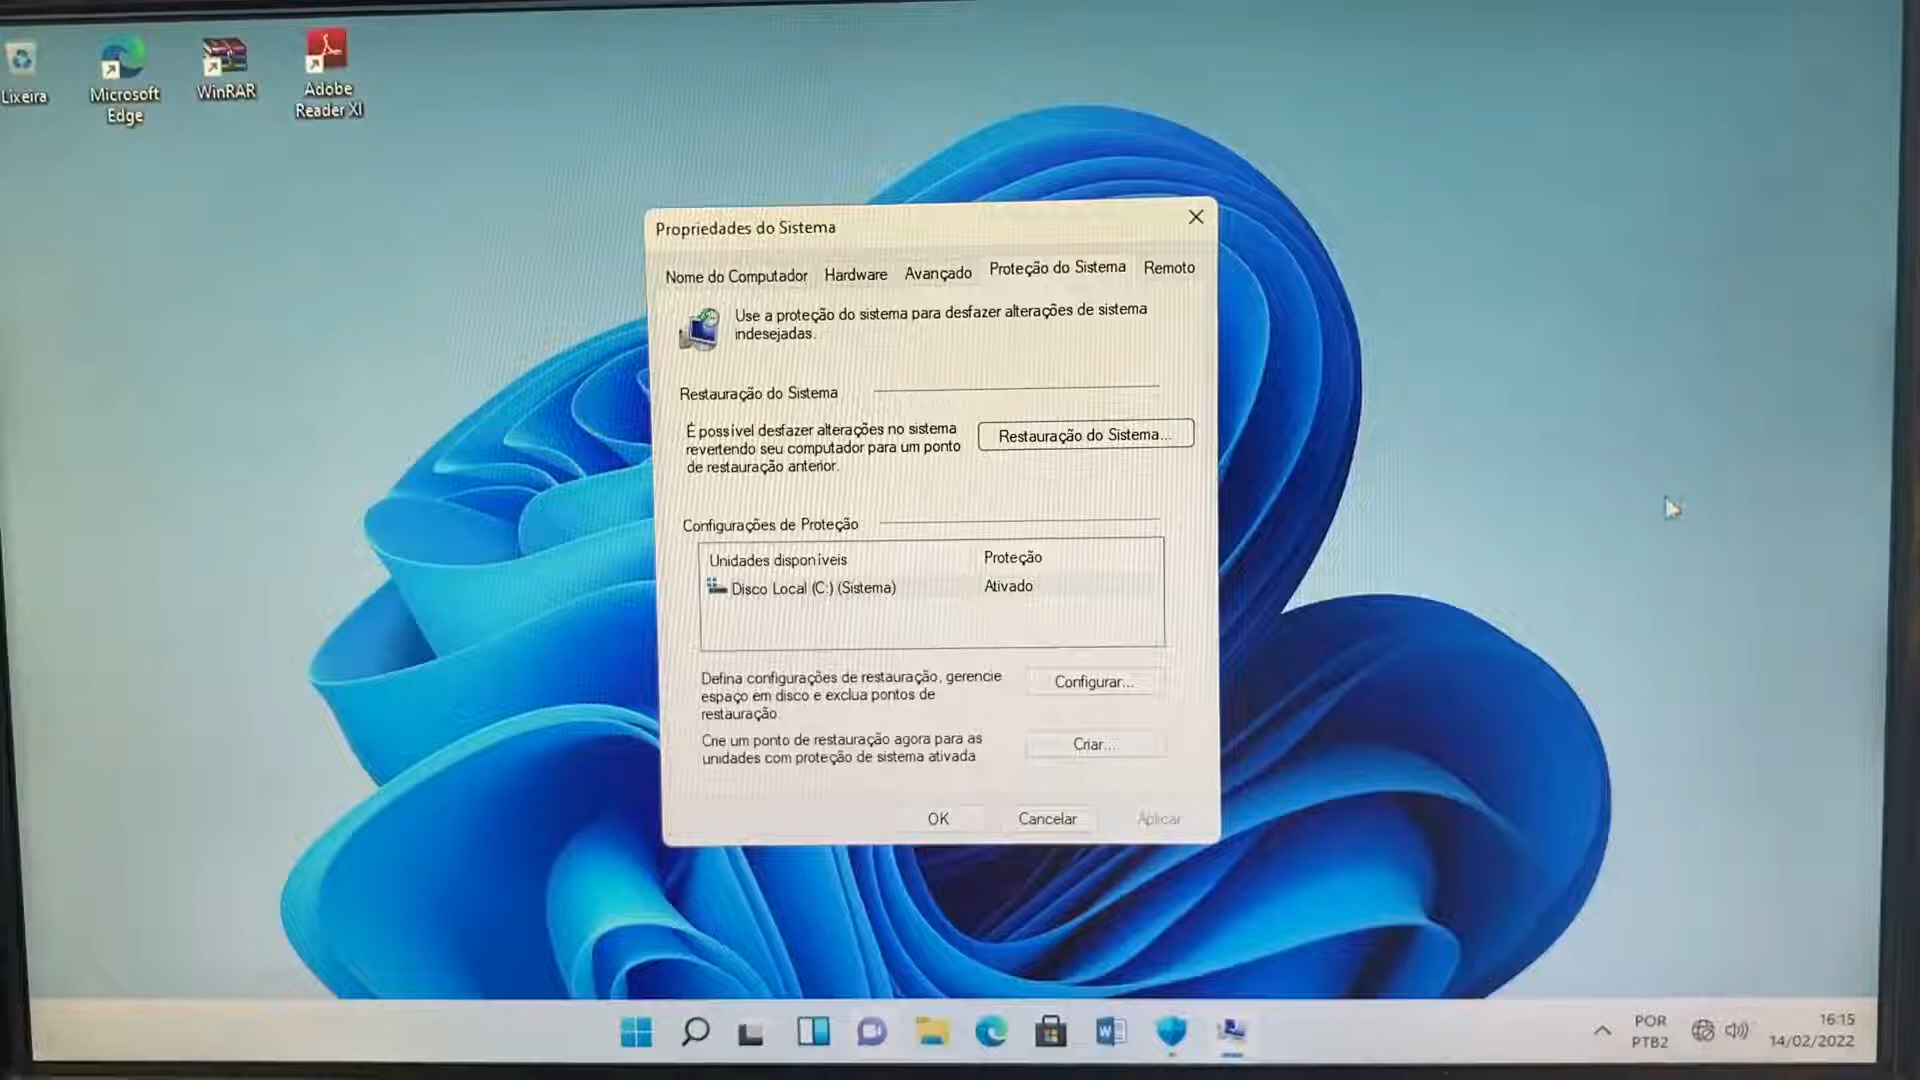 Lixeira
Microsoft
Edge
WinRAR
Adobe
Reader XI
Propriedades do Sistema
Nome do Computador Hardware Avançado Proteção do Sistema Remoto
Use a proteção do sistema para desfazer alterações de sistema
indesejadas.
Restauração do Sistema
É possível desfazer alterações no sistema
revertendo seu computador para um ponto
de restauração anterior.
Restauração do Sistema...
Configurações de Proteção
Unidades disponíveis Proteção
Disco Local (C:) (Sistema) Ativado
Defina configurações de restauração, gerencie
espaço em disco e exclua pontos de
restauração.
Configurar...
Crie um ponto de restauração agora para as
unidades com proteção de sistema ativada
Criar...
OK Cancelar Aplicar
POR
PTB2
16:15
14/02/2022